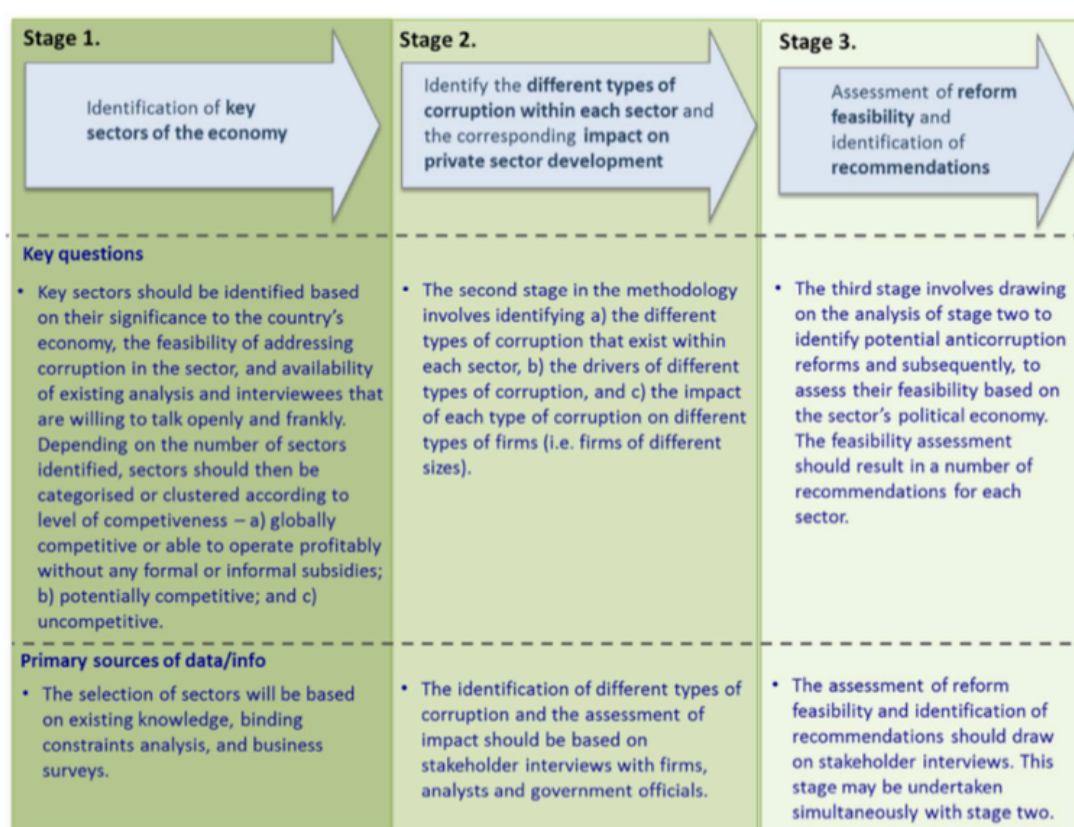 Stage 1.
Identification of key
sectors of the economy
Stage 2.
Identify the different types of
corruption within each sector and
the corresponding impact on
private sector development
Stage 3.
Assessment of reform
feasibility and
identification of
recommendations
Key questions
• Key sectors should be identified based
on their significance to the country's
economy, the feasibility of addressing
corruption in the sector, and availability
of existing analysis and interviewees that
are willing to talk openly and frankly.
Depending on the number of sectors
identified, sectors should then be
categorised or clustered according to
level of competiveness – a) globally
competitive or able to operate profitably
without any formal or informal subsidies;
b) potentially competitive; and c)
uncompetitive.
• The second stage in the methodology
involves identifying a) the different
types of corruption that exist within
each sector, b) the drivers of different
types of corruption, and c) the impact
of each type of corruption on different
types of firms (i.e. firms of different
sizes).
• The third stage involves drawing
on the analysis of stage two to
identify potential anticorruption
reforms and subsequently, to
assess their feasibility based on
the sector's political economy.
The feasibility assessment
should result in a number of
recommendations for each
sector.
Primary sources of data/info
• The selection of sectors will be based
on existing knowledge, binding
constraints analysis, and business
surveys.
• The identification of different types of
corruption and the assessment of
impact should be based on
stakeholder interviews with firms,
analysts and government officials.
• The assessment of reform
feasibility and identification of
recommendations should draw
on stakeholder interviews. This
stage may be undertaken
simultaneously with stage two.